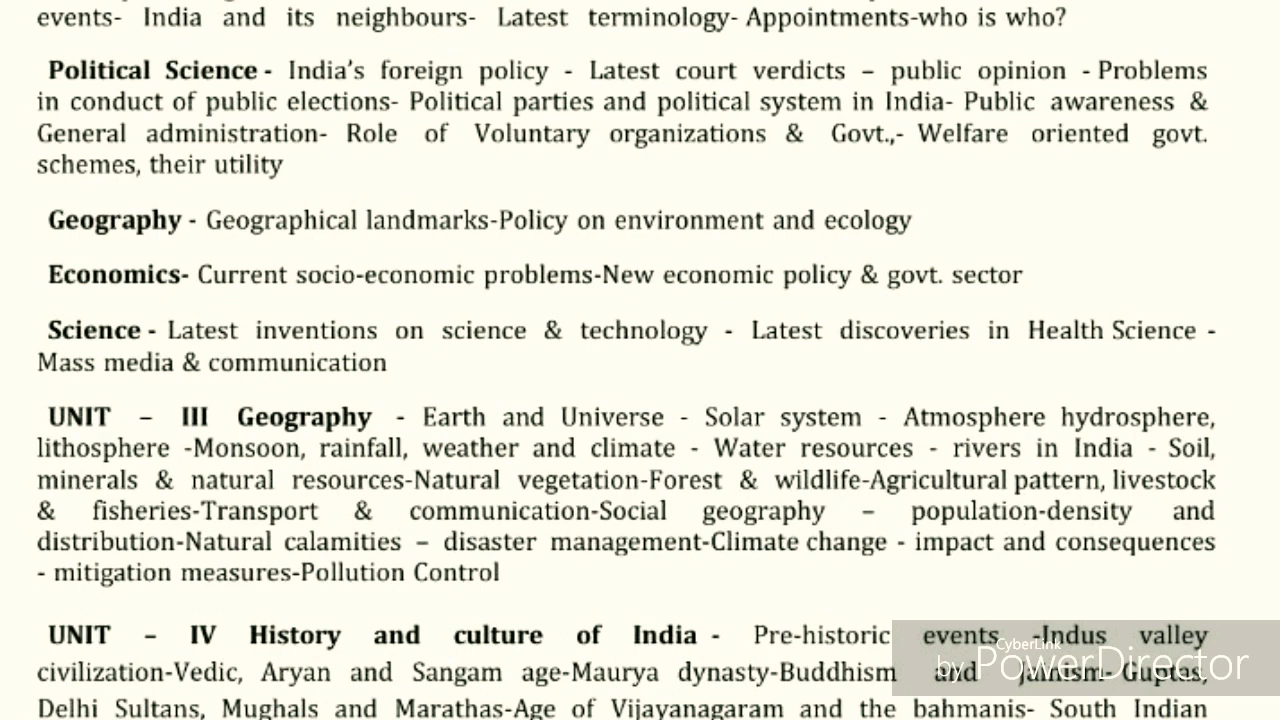 events- India and its neighbours- Latest terminology- Appointments-who is who?
Political Science - India's foreign policy - Latest court verdicts – public opinion - Problems
in conduct of public elections- Political parties and political system in India- Public awareness &
General administration- Role of Voluntary organizations & Govt.,- Welfare oriented govt.
schemes, their utility
Geography - Geographical landmarks-Policy on environment and ecology
Economics- Current socio-economic problems-New economic policy & govt. sector
Science - Latest inventions on science & technology - Latest discoveries in Health Science -
Mass media & communication
UNIT – III Geography - Earth and Universe - Solar system - Atmosphere hydrosphere,
lithosphere -Monsoon, rainfall, weather and climate - Water resources - rivers in India - Soil,
minerals & natural resources-Natural vegetation-Forest & wildlife-Agricultural pattern, livestock
& fisheries-Transport & communication-Social geography – population-density and
distribution-Natural calamities – disaster management-Climate change - impact and consequences
- mitigation measures-Pollution Control
UNIT – IV History and culture of India - Pre-historic events -Indus valley
civilization-Vedic, Aryan and Sangam age-Maurya dynasty-Buddhism and Jainism- Guptas,
Delhi Sultans, Mughals and Marathas-Age of Vijayanagaram and the bahmanis- South Indian
CyberLink
by PowerDirector